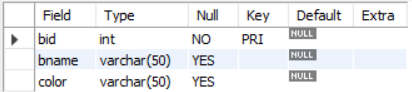 Field Type Null Key Default Extra
bid int NO PRI NULL
bname varchar(50) YES NULL
color varchar(50) YES NULL